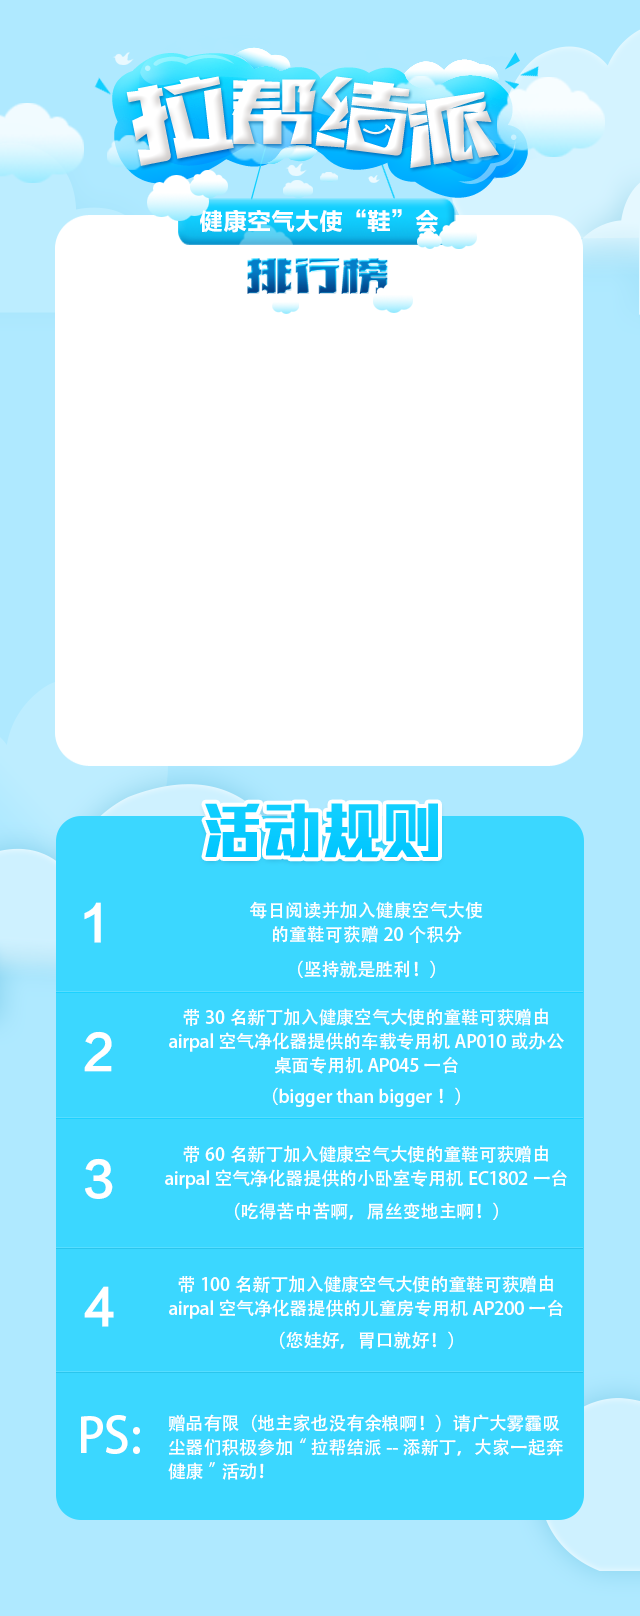 拉帮结派
健康空气大使“鞋”会
排行榜
活动规则
1
每日阅读并加入健康空气大使
的童鞋可获赠 20 个积分
（坚持就是胜利！）
2
带 30 名新丁加入健康空气大使的童鞋可获赠由
airpal 空气净化器提供的车载专用机 AP010 或办公
桌面专用机 AP045 一台
（bigger than bigger！）
3
带 60 名新丁加入健康空气大使的童鞋可获赠由
airpal 空气净化器提供的小卧室专用机 EC1802 一台
（吃得苦中苦啊，屌丝变地主啊！）
4
带 100 名新丁加入健康空气大使的童鞋可获赠由
airpal 空气净化器提供的儿童房专用机 AP200 一台
（您娃好，胃口就好！）
PS:
赠品有限（地主家也没有余粮啊！）请广大雾霾吸
尘器们积极参加 " 拉帮结派 -- 添新丁，大家一起奔
健康 " 活动！